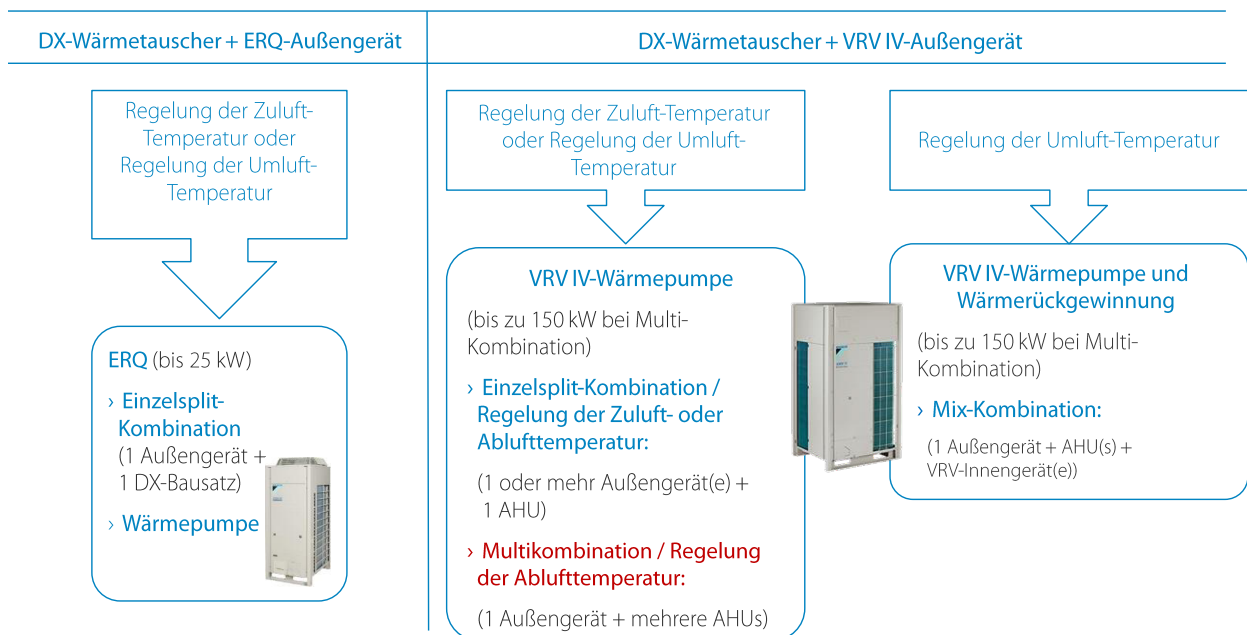 DX-Wärmetauscher + ERQ-Außengerät
DX-Wärmetauscher + VRV IV-Außengerät
Regelung der Zuluft-
Temperatur oder
Regelung der Umluft-
Temperatur
ERQ (bis 25 kW)
› Einzelsplit-
Kombination
(1 Außengerät +
1 DX-Bausatz)
› Wärmepumpe
Regelung der Zuluft-Temperatur
oder Regelung der Umluft-
Temperatur
VRV IV-Wärmepumpe
(bis zu 150 kW bei Multi-
Kombination)
› Einzelsplit-Kombination /
Regelung der Zuluft- oder
Ablufttemperatur:
(1 oder mehr Außengerät(e) +
1 AHU)
› Multikombination / Regelung
der Ablufttemperatur:
(1 Außengerät + mehrere AHUs)
Regelung der Umluft-Temperatur
VRV IV-Wärmepumpe und
Wärmerückgewinnung
(bis zu 150 kW bei Multi-
Kombination)
› Mix-Kombination:
(1 Außengerät + AHU(s) +
VRV-Innengerät(e))